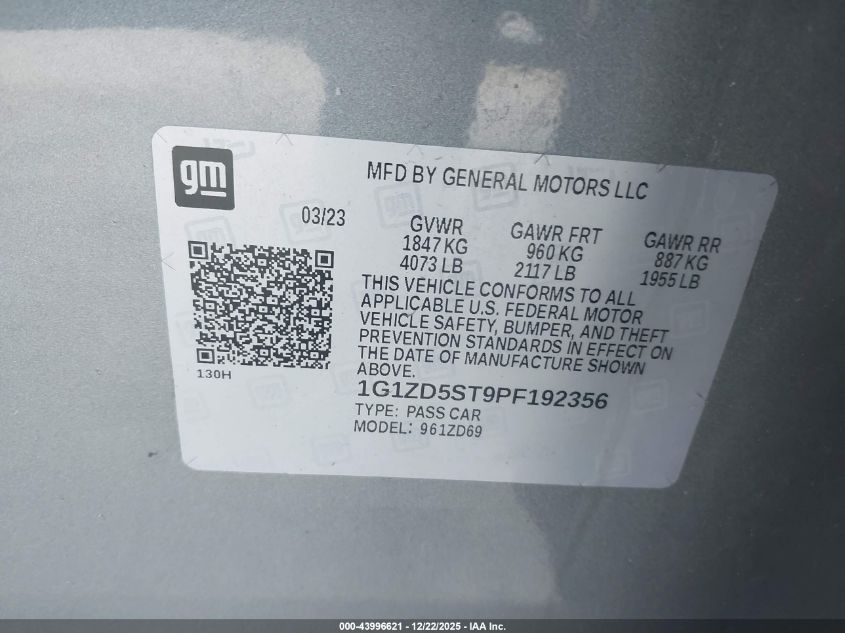 gm
MFD BY GENERAL MOTORS LLC
03/23
GVWR
1847 KG
4073 LB
GAWR FRT
960 KG
2117 LB
GAWR RR
887 KG
1955 LB
THIS VEHICLE CONFORMS TO ALL
APPLICABLE U.S. FEDERAL MOTOR
VEHICLE SAFETY, BUMPER, AND THEFT
PREVENTION STANDARDS IN EFFECT ON
THE DATE OF MANUFACTURE SHOWN
ABOVE.
130H
1G1ZD5ST9PF192356
TYPE: PASS CAR
MODEL: 961ZD69
000-43996621 - 12/22/2025 - IAA Inc.